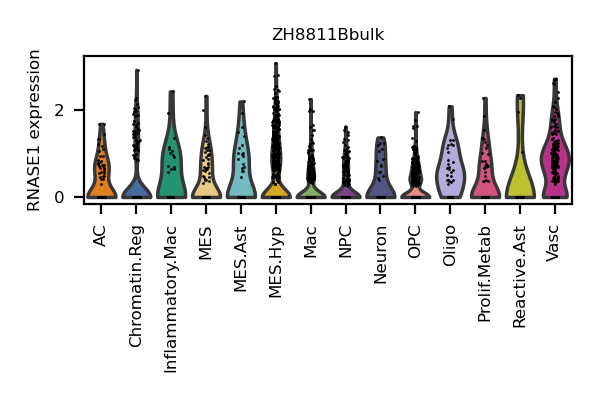 ZH8811Bbulk
RNASE1 expression
2
0
AC
Chromatin.Reg
Inflammatory.Mac
MES
MES.Ast
MES.Hyp
Mac
NPC
Neuron
OPC
Oligo
Prolif.Metab
Reactive.Ast
Vasc